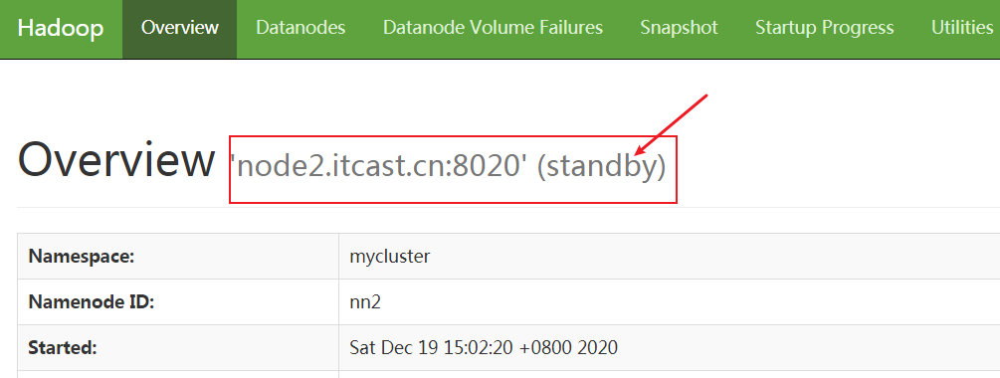 Hadoop Overview Datanodes Datanode Volume Failures Snapshot Startup Progress Utilities
Overview 'node2.itcast.cn:8020' (standby)
Namespace: mycluster
Namenode ID: nn2
Started: Sat Dec 19 15:02:20 +0800 2020